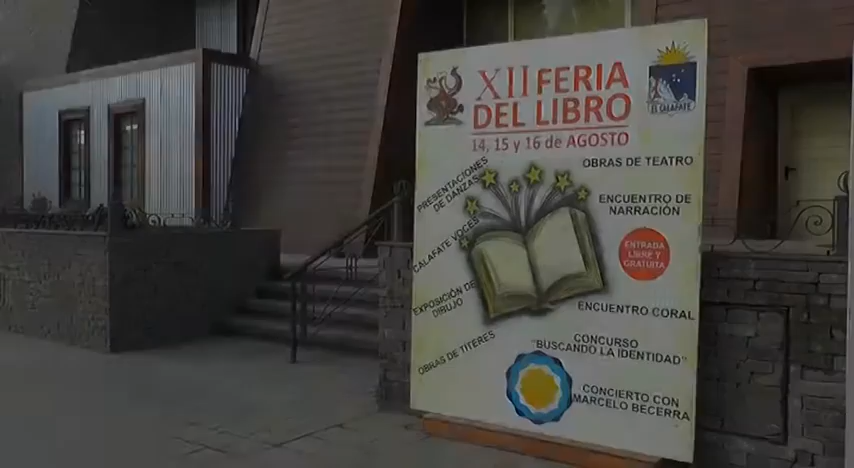 XII FERIA
DEL LIBRO
14, 15 y 16 de AGOSTO
EL CALAFATE
OBRAS DE TEATRO
PRESENTACIONES
DE DANZAS
ENCUENTRO DE
NARRACIÓN
CALAFATE VOCES
ENTRADA
LIBRE Y
GRATUITA
EXPOSICIÓN DE
DIBUJO
ENCUENTRO CORAL
OBRAS DE TITERES
CONCURSO
"BUSCANDO LA IDENTIDAD"
CONCIERTO CON
MARCELO BECERRA